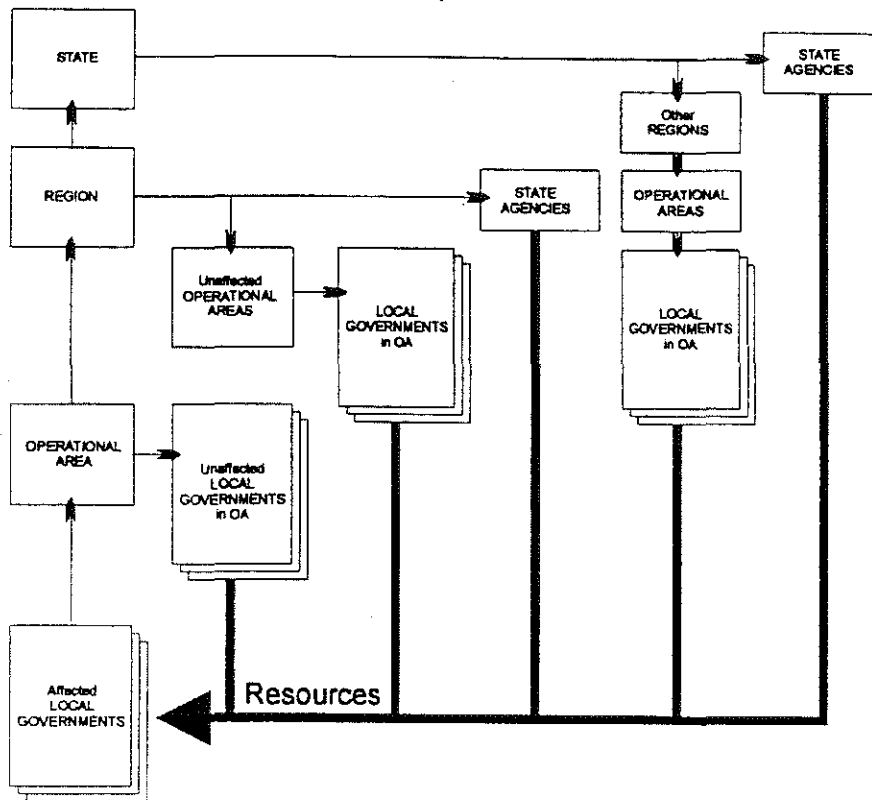 STATE
STATE
AGENCIES
Other
REGIONS
REGION
STATE
AGENCIES
OPERATIONAL
AREAS
Unaffected
OPERATIONAL
AREAS
LOCAL
GOVERNMENTS
in OA
LOCAL
GOVERNMENTS
in OA
OPERATIONAL
AREA
Unaffected
LOCAL
GOVERNMENTS
in OA
Affected
LOCAL
GOVERNMENTS
Resources